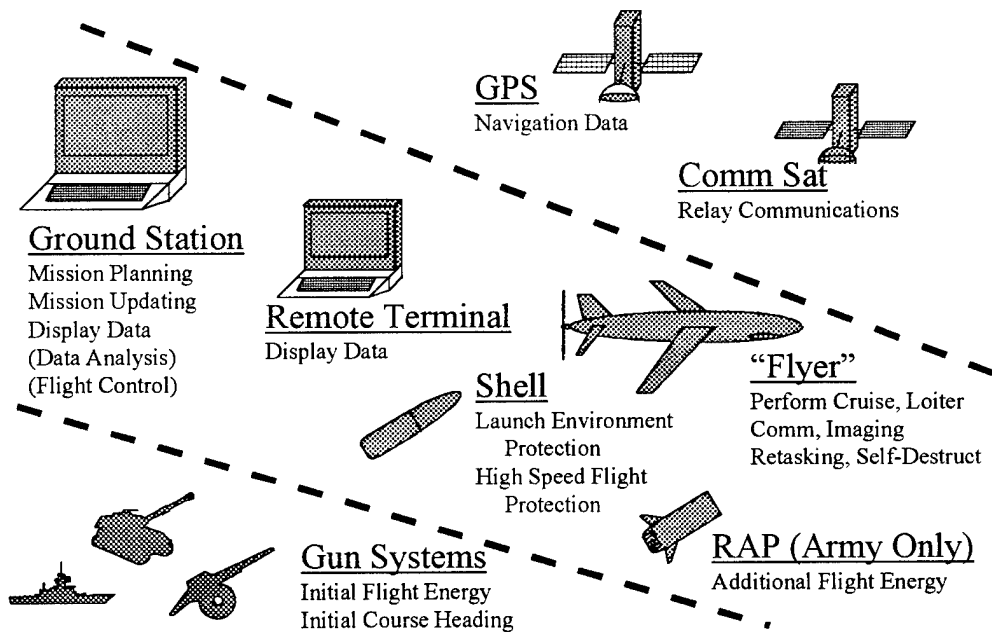 GPS
Navigation Data
Comm Sat
Relay Communications
Ground Station
Mission Planning
Mission Updating
Display Data
(Data Analysis)
(Flight Control)
Remote Terminal
Display Data
Shell
Launch Environment
Protection
High Speed Flight
Protection
“Flyer”
Perform Cruise, Loiter
Comm, Imaging
Retasking, Self-Destruct
Gun Systems
Initial Flight Energy
Initial Course Heading
RAP (Army Only)
Additional Flight Energy